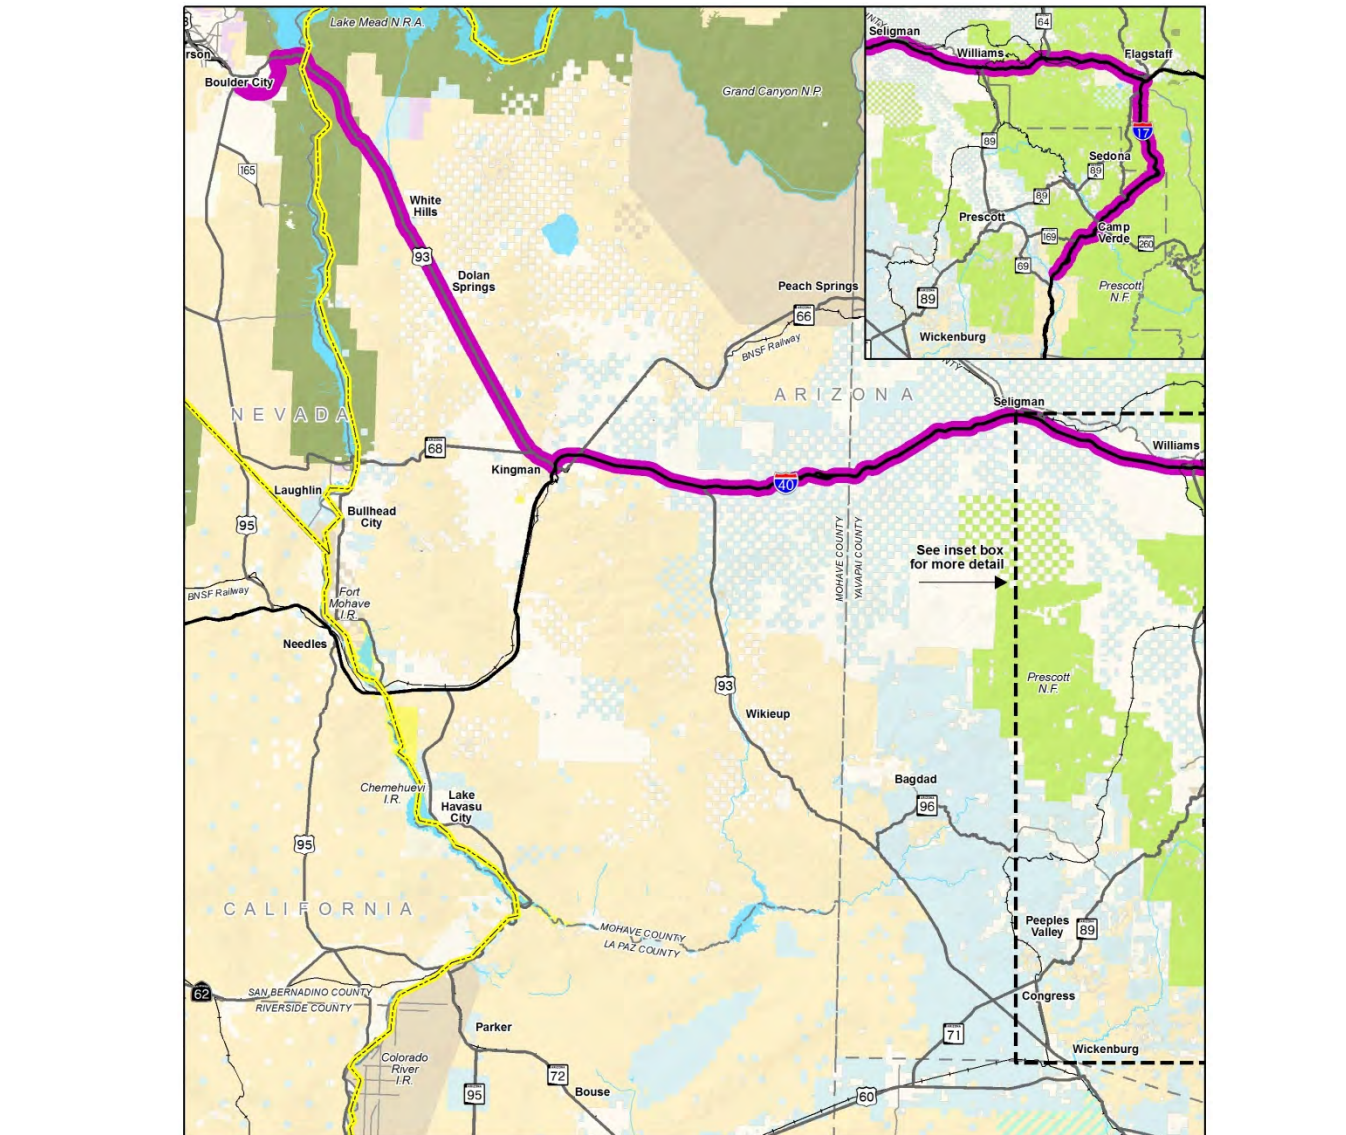 Lake Mead N.R.A.
rson
Boulder City
Grand Canyon N.P.
165
White
Hills
93
Dolan
Springs
Peach Springs
66
BNSF Railway
Seligman
Williams
64
Flagstaff
17
89
Sedona
89
A
89
A
Prescott
Camp
Verde
169
260
69
Prescott
N.F.
89
Wickenburg
NEVADA
ARIZONA
Seligman
Williams
68
Kingman
40
Laughlin
Bullhead
City
95
MOHAVE COUNTY
YAVAPAI COUNTY
See inset box
for more detail
BNSF Railway
Fort
Mohave
I.R.
Needles
93
Prescott
N.F.
Wikieup
Bagdad
96
Chemehuevi
I.R.
Lake
Havasu
City
95
CALIFORNIA
MOHAVE COUNTY
LA PAZ COUNTY
Peeples
Valley
89
62
SAN BERNADINO COUNTY
RIVERSIDE COUNTY
Congress
Parker
71
Wickenburg
Colorado
River
I.R.
72
95
Bouse
60